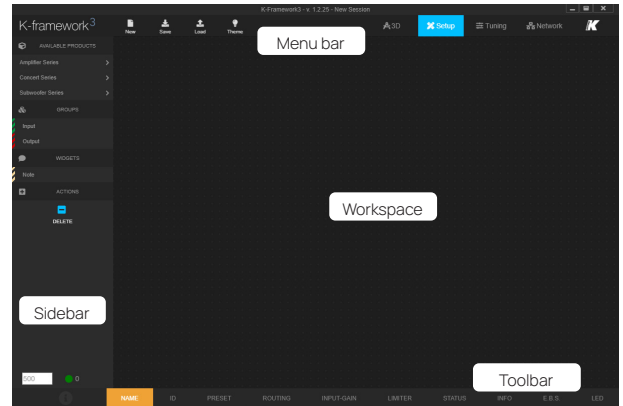 K-Framework3 - v. 1.2.25 - New Session
K-framework3
New
Save
Load
Theme
Menu bar
3D
Setup
Tuning
Network
K
AVAILABLE PRODUCTS
Amplifier Series
Concert Series
Subwoofer Series
GROUPS
Input
Output
WIDGETS
Note
ACTIONS
DELETE
Workspace
Sidebar
500
0
Toolbar
NAME
ID
PRESET
ROUTING
INPUT-GAIN
LIMITER
STATUS
INFO
E.B.S.
LED